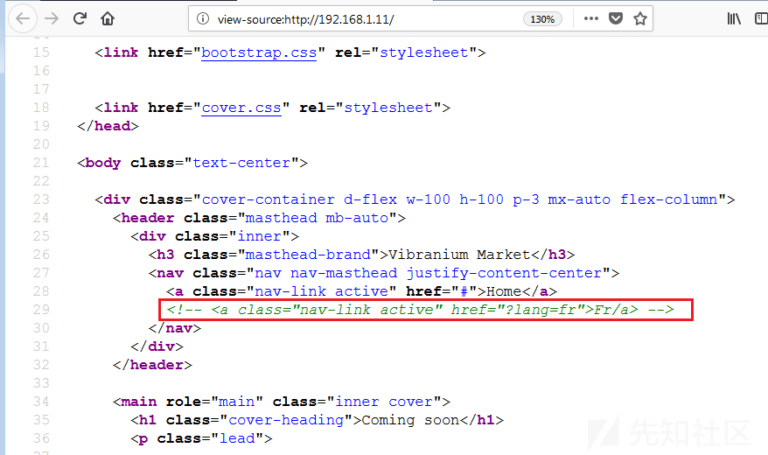 view-source:http://192.168.1.11/ 130%
15 <link href="bootstrap.css" rel="stylesheet">
16
17
18 <link href="cover.css" rel="stylesheet">
19 </head>
20
21 <body class="text-center">
22
23 <div class="cover-container d-flex w-100 h-100 p-3 mx-auto flex-column">
24 <header class="masthead mb-auto">
25 <div class="inner">
26 <h3 class="masthead-brand">Vibranium Market</h3>
27 <nav class="nav nav-masthead justify-content-center">
28 <a class="nav-link active" href="#">Home</a>
29 <!-- <a class="nav-link active" href="?lang=fr">Fr/a> -->
30 </nav>
31 </div>
32 </header>
33
34 <main role="main" class="inner cover">
35 <h1 class="cover-heading">Coming soon</h1>
36 <p class="lead">
先知社区